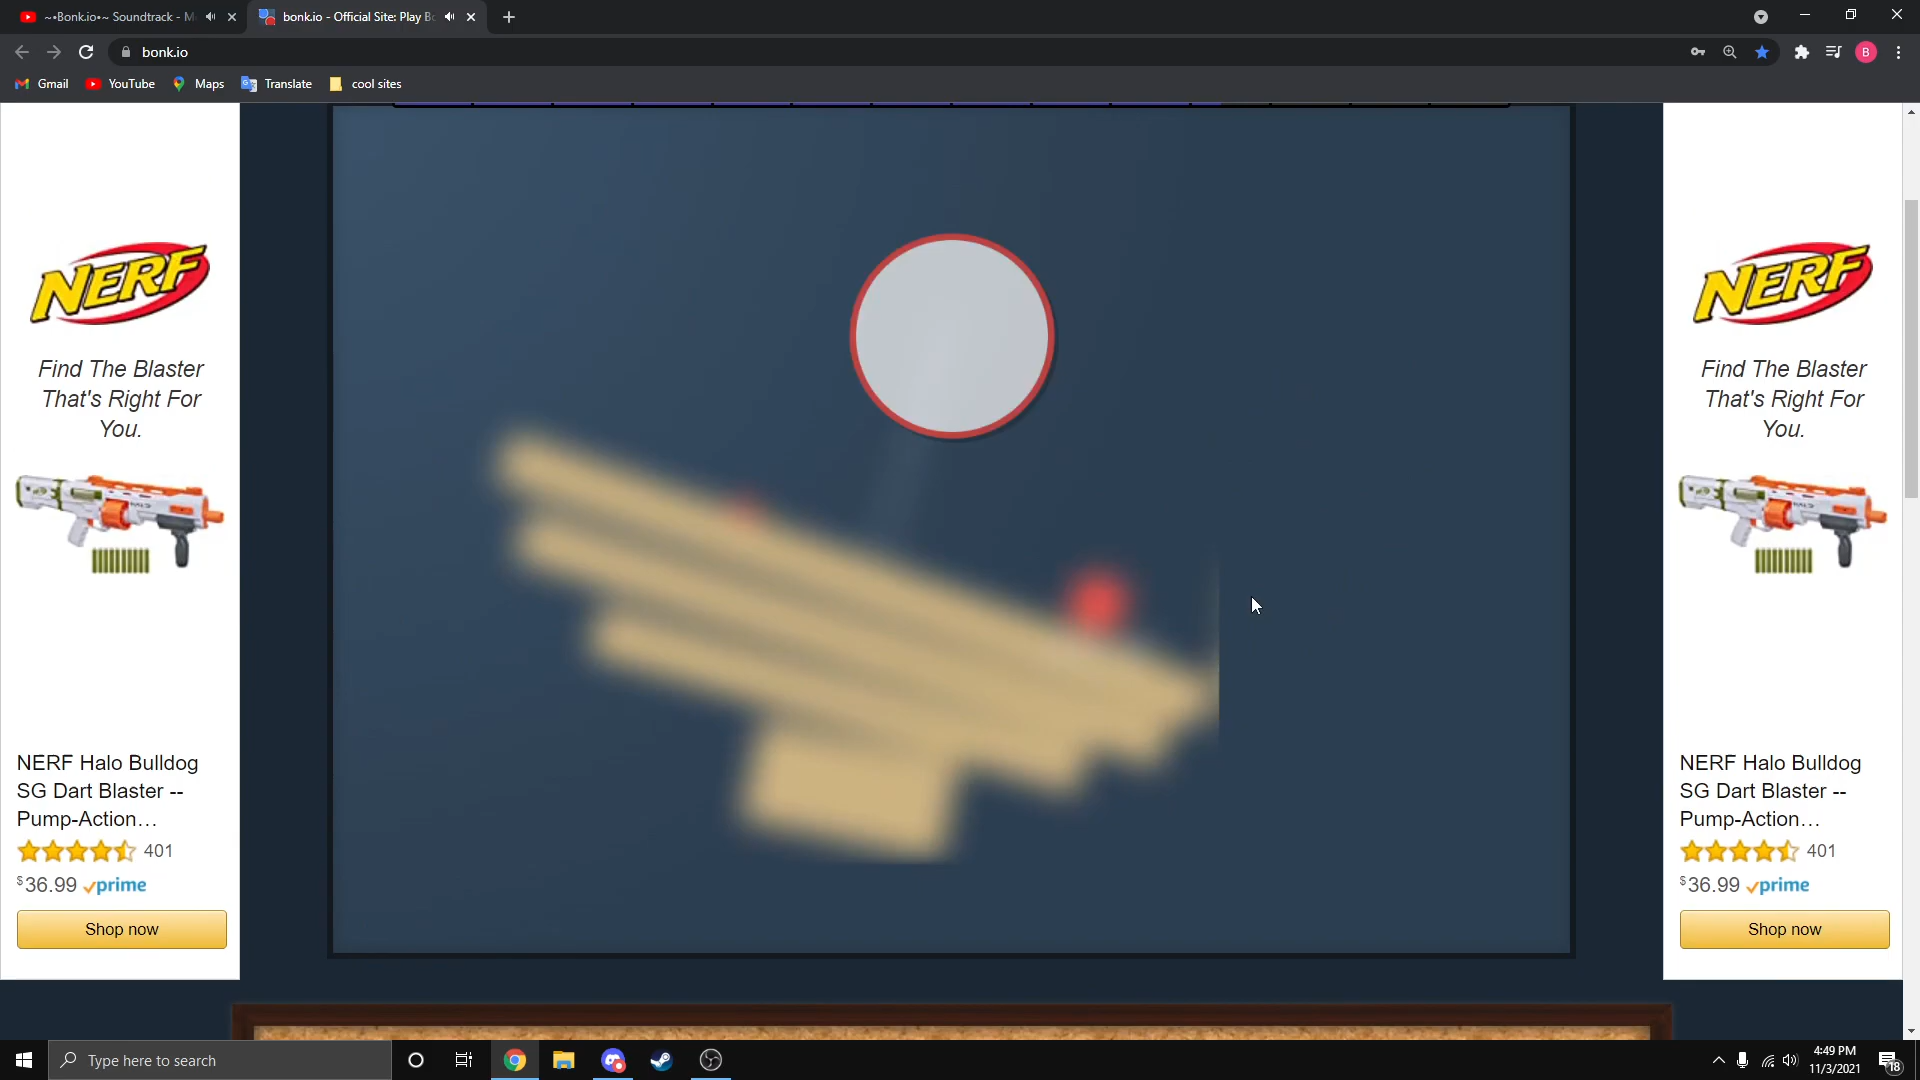 ~•Bonk.io•~ Soundtrack - M
bonk.io - Official Site: Play B
bonk.io
B
Gmail
YouTube
Maps
Translate
cool sites
NERF
Find The Blaster
That's Right For
You.
NERF Halo Bulldog
SG Dart Blaster --
Pump-Action…
401
$36.99 prime
Shop now
NERF
Find The Blaster
That's Right For
You.
NERF Halo Bulldog
SG Dart Blaster --
Pump-Action…
401
$36.99 prime
Shop now
Type here to search
4:49 PM
11/3/2021
18